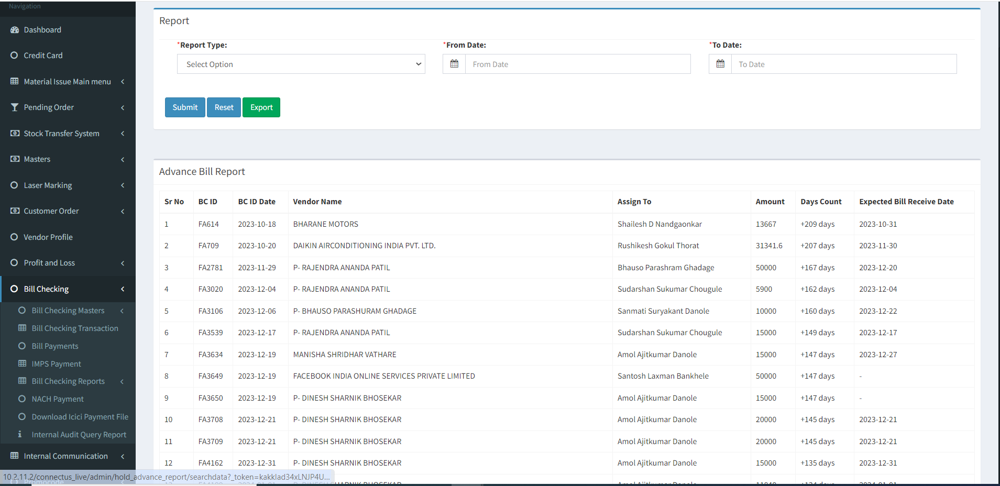 Navigation
Dashboard
Credit Card
Material Issue Main menu
Pending Order
Stock Transfer System
Masters
Laser Marking
Customer Order
Vendor Profile
Profit and Loss
Bill Checking
Bill Checking Masters
Bill Checking Transaction
Bill Payments
IMPS Payment
Bill Checking Reports
NACH Payment
Download Icici Payment File
Internal Audit Query Report
Internal Communication
10.2.11.2/connectus_live/admin/hold_advance_report/searchdata?_token=kakklad34xLNJP4U...
Promocode
Report
*Report Type: *From Date: *To Date:
Select Option From Date To Date
Submit Reset Export
Advance Bill Report
Sr No BC ID BC ID Date Vendor Name Assign To Amount Days Count Expected Bill Receive Date
1 FA614 2023-10-18 BHARANE MOTORS Shailesh D Nandgaonkar 13667 +209 days 2023-10-31
2 FA709 2023-10-20 DAIKIN AIRCONDITIONING INDIA PVT. LTD. Rushikesh Gokul Thorat 31341.6 +207 days 2023-11-30
3 FA2781 2023-11-29 P- RAJENDRA ANANDA PATIL Bhauso Parashram Ghadage 50000 +167 days 2023-12-20
4 FA3020 2023-12-04 P- RAJENDRA ANANDA PATIL Sudarshan Sukumar Chougule 5900 +162 days 2023-12-04
5 FA3106 2023-12-06 P- BHAUSO PARASHURAM GHADAGE Sanmati Suryakant Danole 10000 +160 days 2023-12-22
6 FA3539 2023-12-17 P- RAJENDRA ANANDA PATIL Sudarshan Sukumar Chougule 15000 +149 days 2023-12-17
7 FA3634 2023-12-19 MANISHA SHRIDHAR VATHARE Amol Ajitkumar Danole 15000 +147 days 2023-12-27
8 FA3649 2023-12-19 FACEBOOK INDIA ONLINE SERVICES PRIVATE LIMITED Santosh Laxman Bankhele 50000 +147 days -
9 FA3650 2023-12-19 P- DINESH SHARNIK BHOSEKAR Amol Ajitkumar Danole 15000 +147 days -
10 FA3708 2023-12-21 P- DINESH SHARNIK BHOSEKAR Amol Ajitkumar Danole 20000 +145 days 2023-12-21
11 FA3709 2023-12-21 P- DINESH SHARNIK BHOSEKAR Amol Ajitkumar Danole 20000 +145 days 2023-12-21
12 FA4162 2023-12-31 P- DINESH SHARNIK BHOSEKAR Amol Ajitkumar Danole 15000 +135 days 2023-12-31